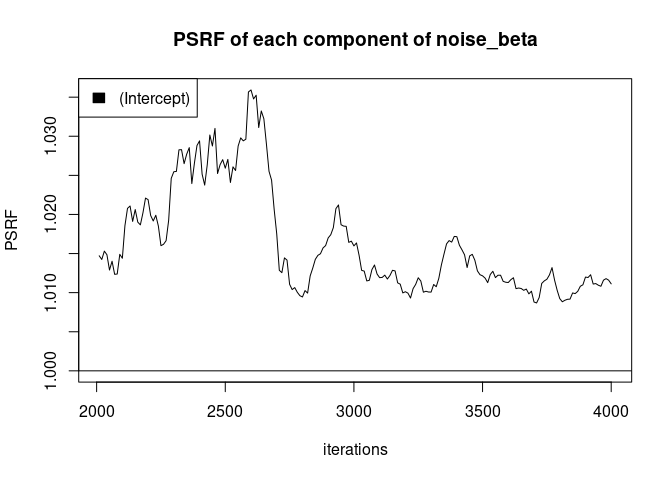 PSRF of each component of noise_beta
(Intercept)
PSRF
1.030
1.020
1.010
1.000
2000 2500 3000 3500 4000
iterations